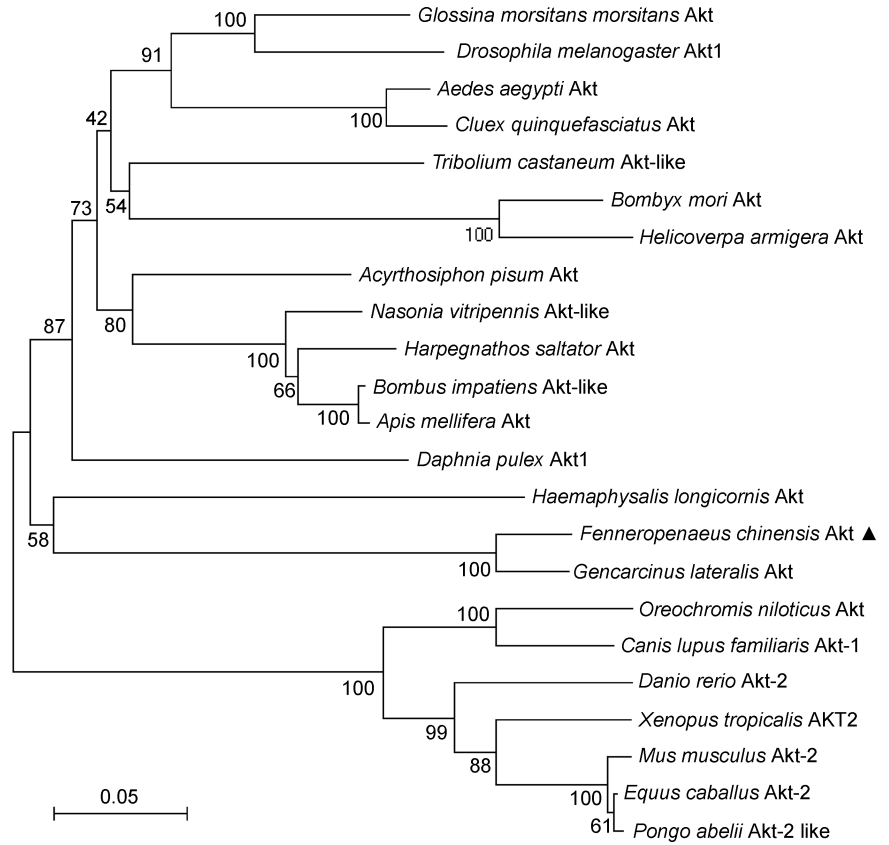 Glossina morsitans morsitans Akt
100
Drosophila melanogaster Akt1
91
Aedes aegypti Akt
100
Cluex quinquefasciatus Akt
42
Tribolium castaneum Akt-like
54
Bombyx mori Akt
73
100
Helicoverpa armigera Akt
Acyrthosiphon pisum Akt
80
Nasonia vitripennis Akt-like
87
100
Harpegnathos saltator Akt
66
Bombus impatiens Akt-like
100
Apis mellifera Akt
Daphnia pulex Akt1
Haemaphysalis longicornis Akt
58
Fenneropenaeus chinensis Akt ▲
100
Gencarcinus lateralis Akt
Oreochromis niloticus Akt
100
Canis lupus familiaris Akt-1
100
Danio rerio Akt-2
99
Xenopus tropicalis AKT2
88
Mus musculus Akt-2
100
Equus caballus Akt-2
61
Pongo abelii Akt-2 like
0.05